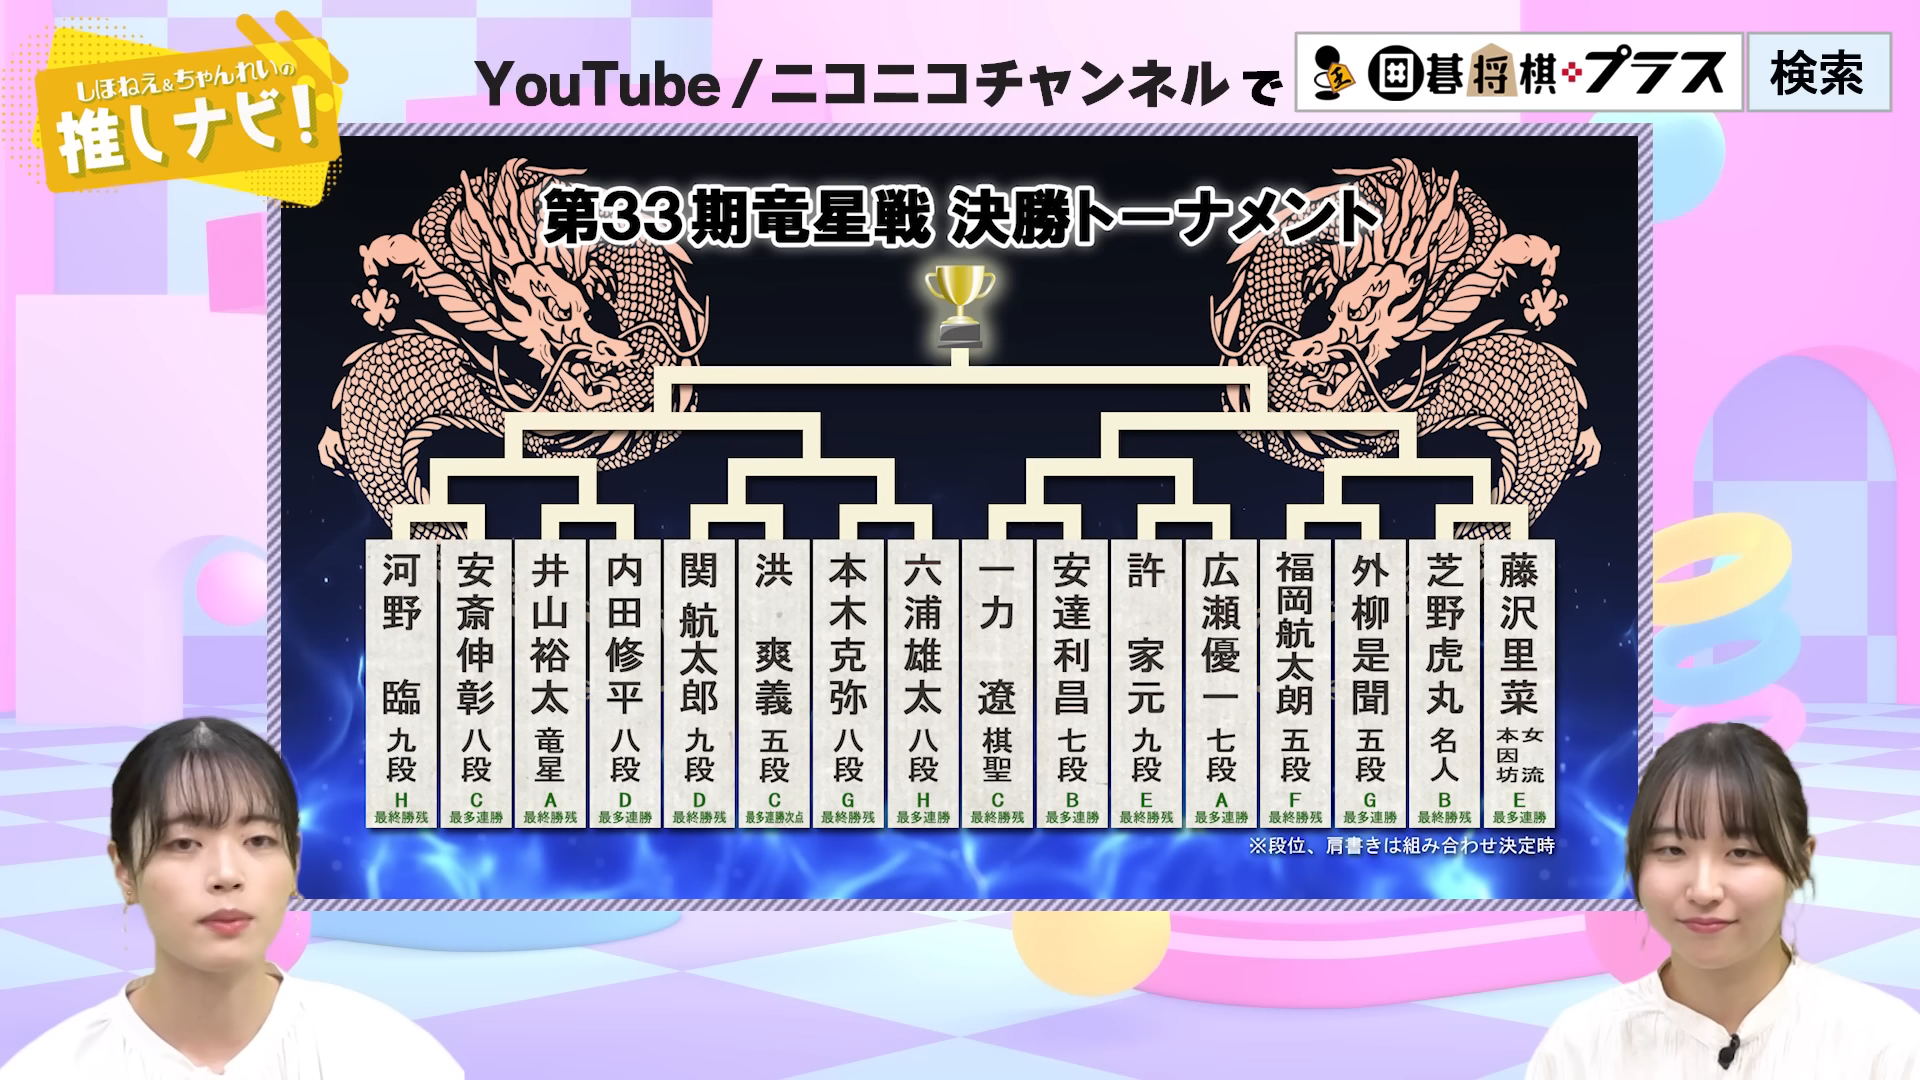 しほねえ&ちゃんれいの
推しナビ!
YouTube/ニコニコチャンネルで
囲碁将棋プラス
検索
第33期竜星戦 決勝トーナメント
河野 臨 九段 H 最終勝残
安斎伸彰 八段 C 最多連勝
井山裕太 竜星 A 最終勝残
内田修平 八段 D 最多連勝
関 航太郎 九段 D 最終勝残
洪 爽義 五段 C 最多連勝次点
本木克弥 八段 G 最終勝残
六浦雄太 八段 H 最多連勝
一力 遼 棋聖 C 最終勝残
安達利昌 七段 B 最多連勝
許 家元 九段 E 最終勝残
広瀬優一 七段 A 最多連勝
福岡航太朗 五段 F 最終勝残
外柳是聞 五段 G 最多連勝
芝野虎丸 名人 B 最終勝残
藤沢里菜 女流本因坊 E 最多連勝
※段位、肩書きは組み合わせ決定時